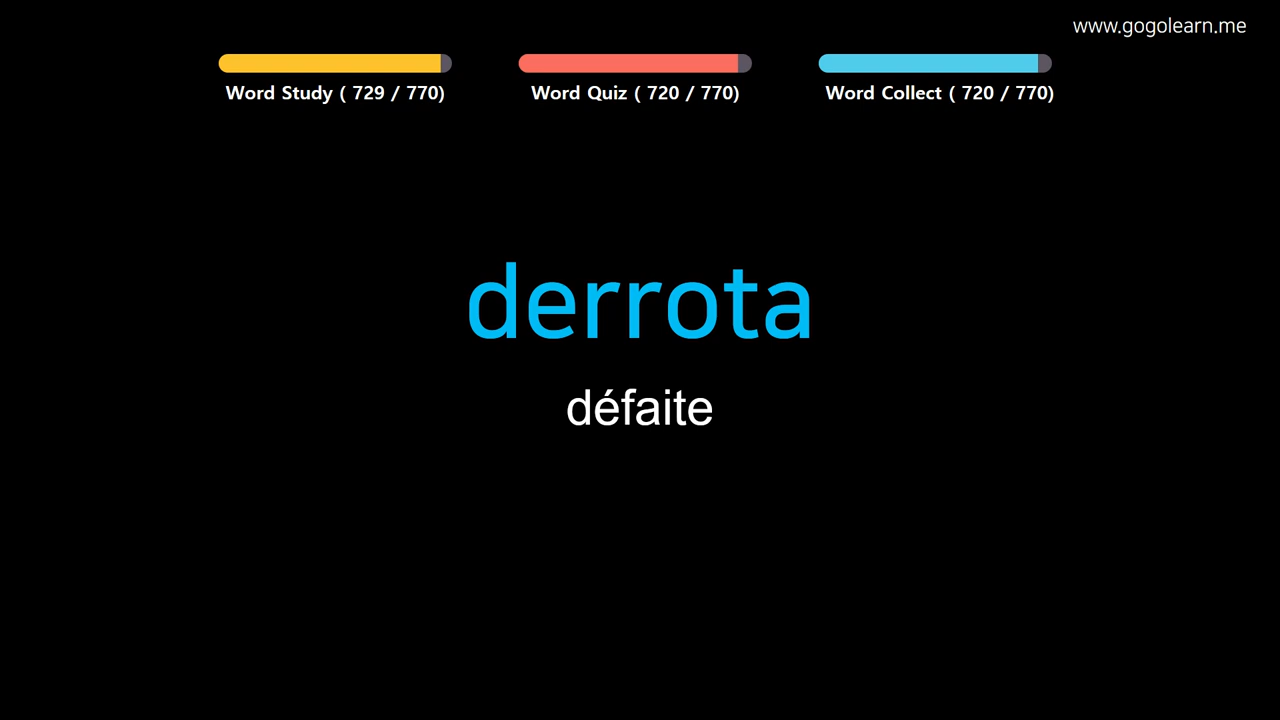 www.gogolearn.me
Word Study ( 729 / 770)
Word Quiz ( 720 / 770)
Word Collect ( 720 / 770)
derrota
défaite